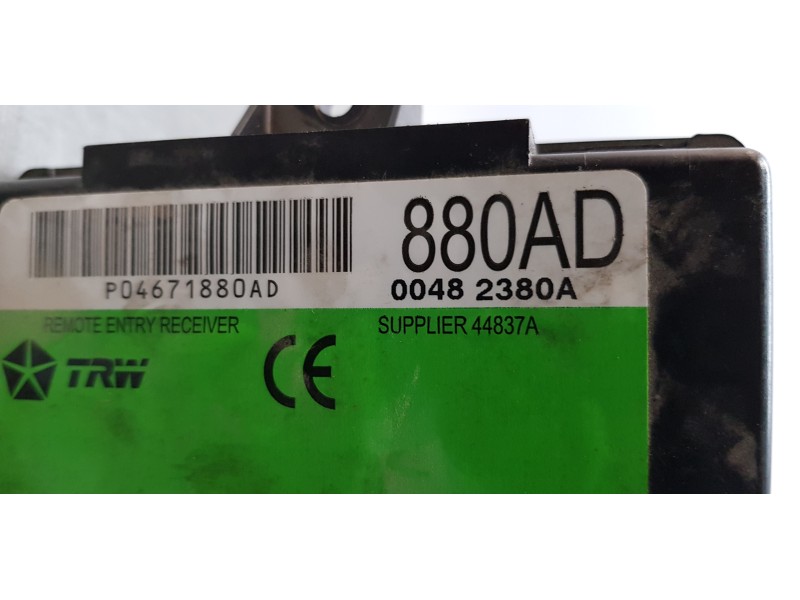 880AD
P04671880AD
0048 2380A
REMOTE ENTRY RECEIVER
SUPPLIER 44837A
TRW
CE